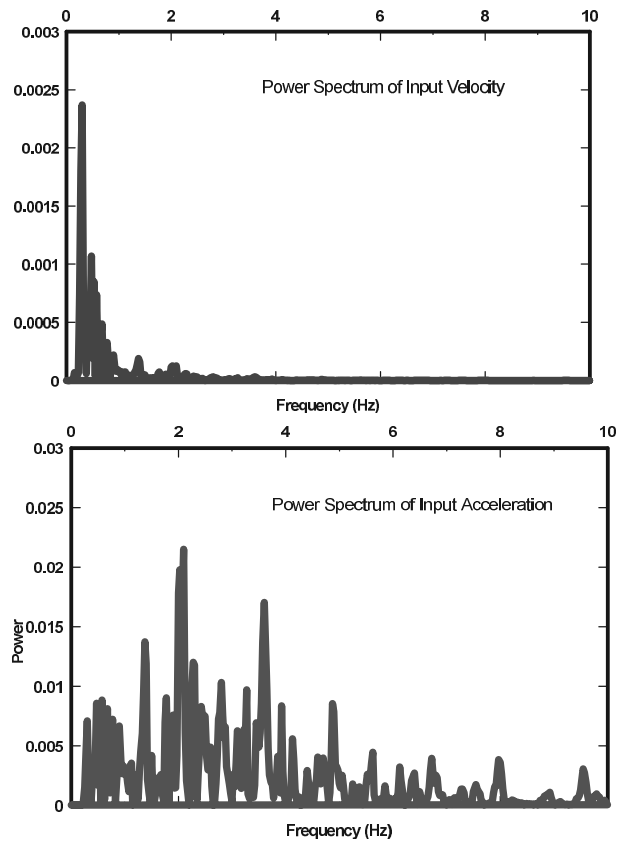 0 2 4 6 8 10
0.003
Power Spectrum of Input Velocity
0.0025
0.002
0.0015
0.001
0.0005
0
Frequency (Hz)
0 2 4 6 8 10
0.03
Power Spectrum of Input Acceleration
0.025
0.02
0.015
Power
0.01
0.005
0
Frequency (Hz)